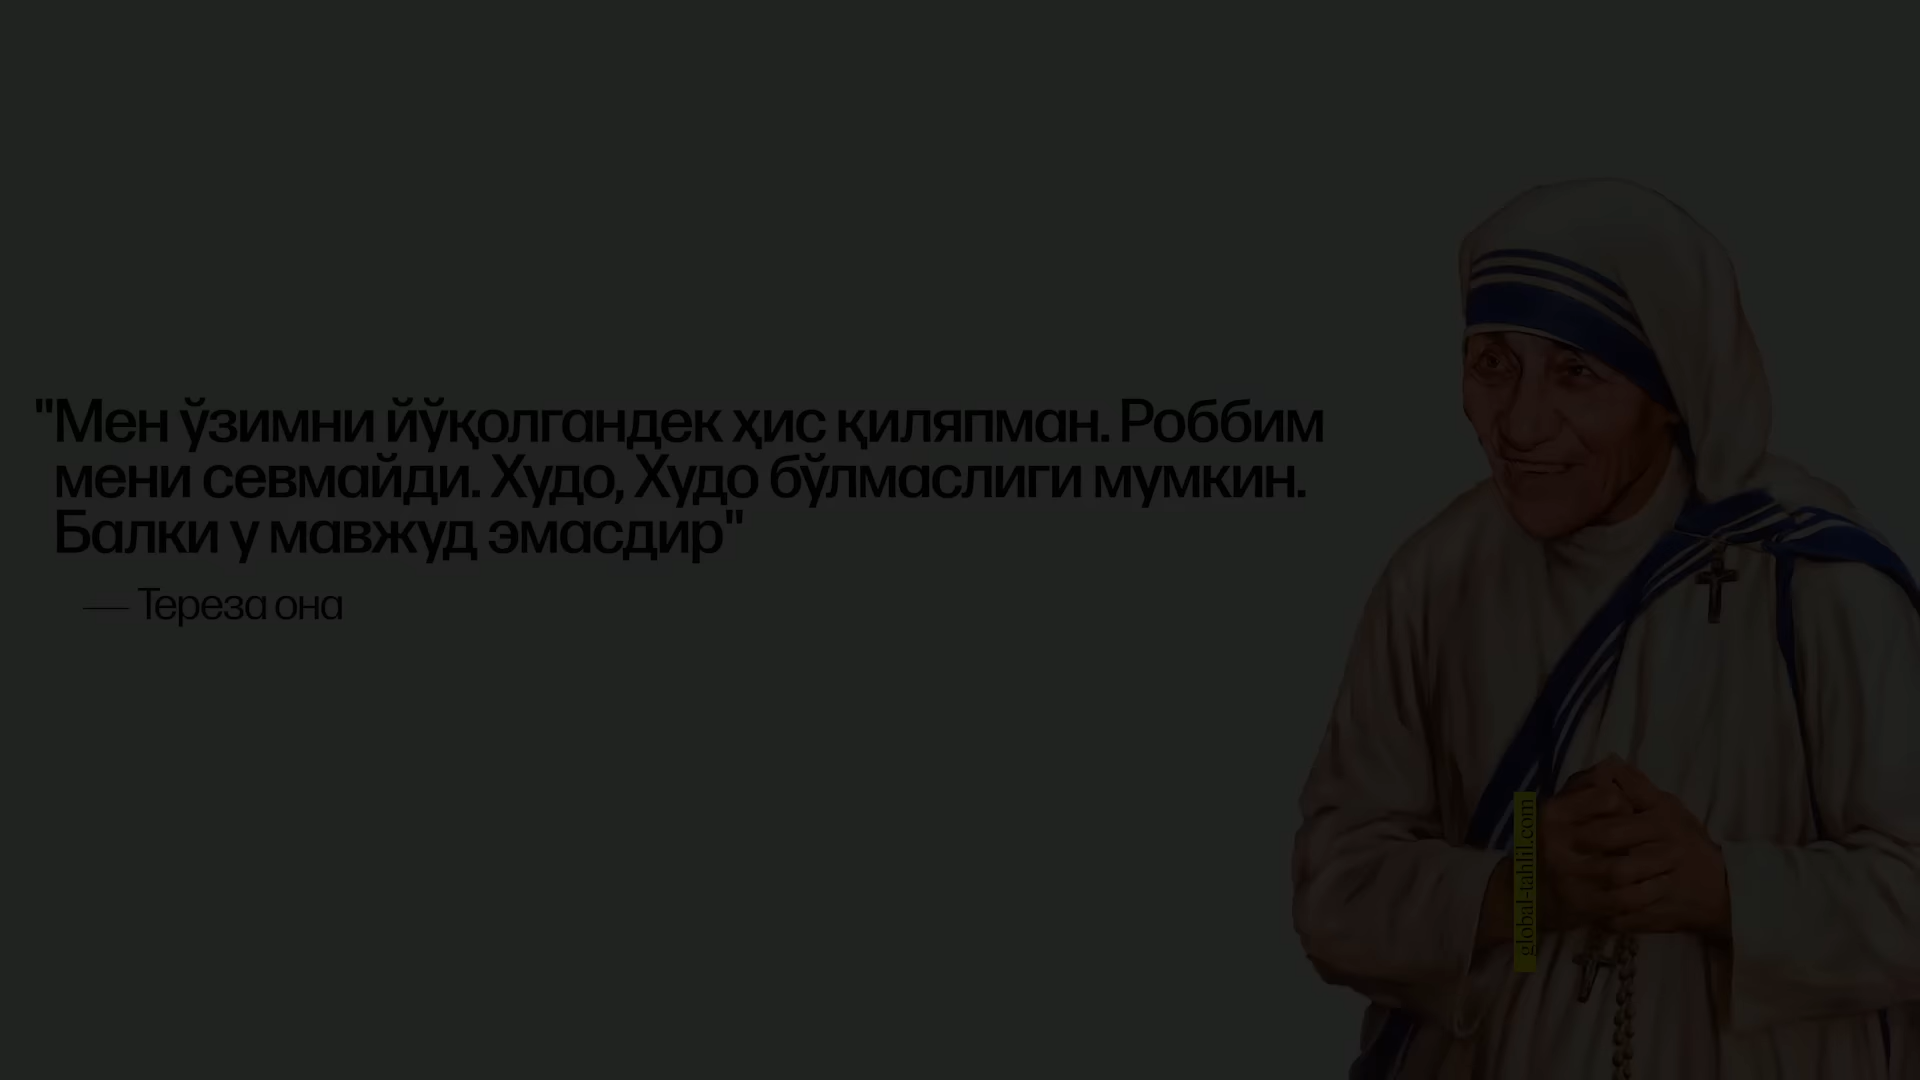 "Мен ўзимни йўқолгандек ҳис қиляпман. Роббим
мени севмайди. Худо, Худо бўлмаслиги мумкин.
Балки у мавжуд эмасдир"
— Тереза она
global-tahlil.com